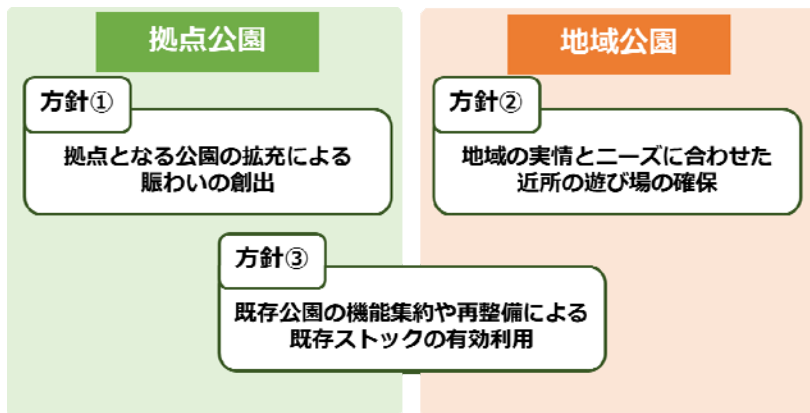 拠点公園
方針①
拠点となる公園の拡充による
賑わいの創出
地域公園
方針②
地域の実情とニーズに合わせた
近所の遊び場の確保
方針③
既存公園の機能集約や再整備による
既存ストックの有効利用